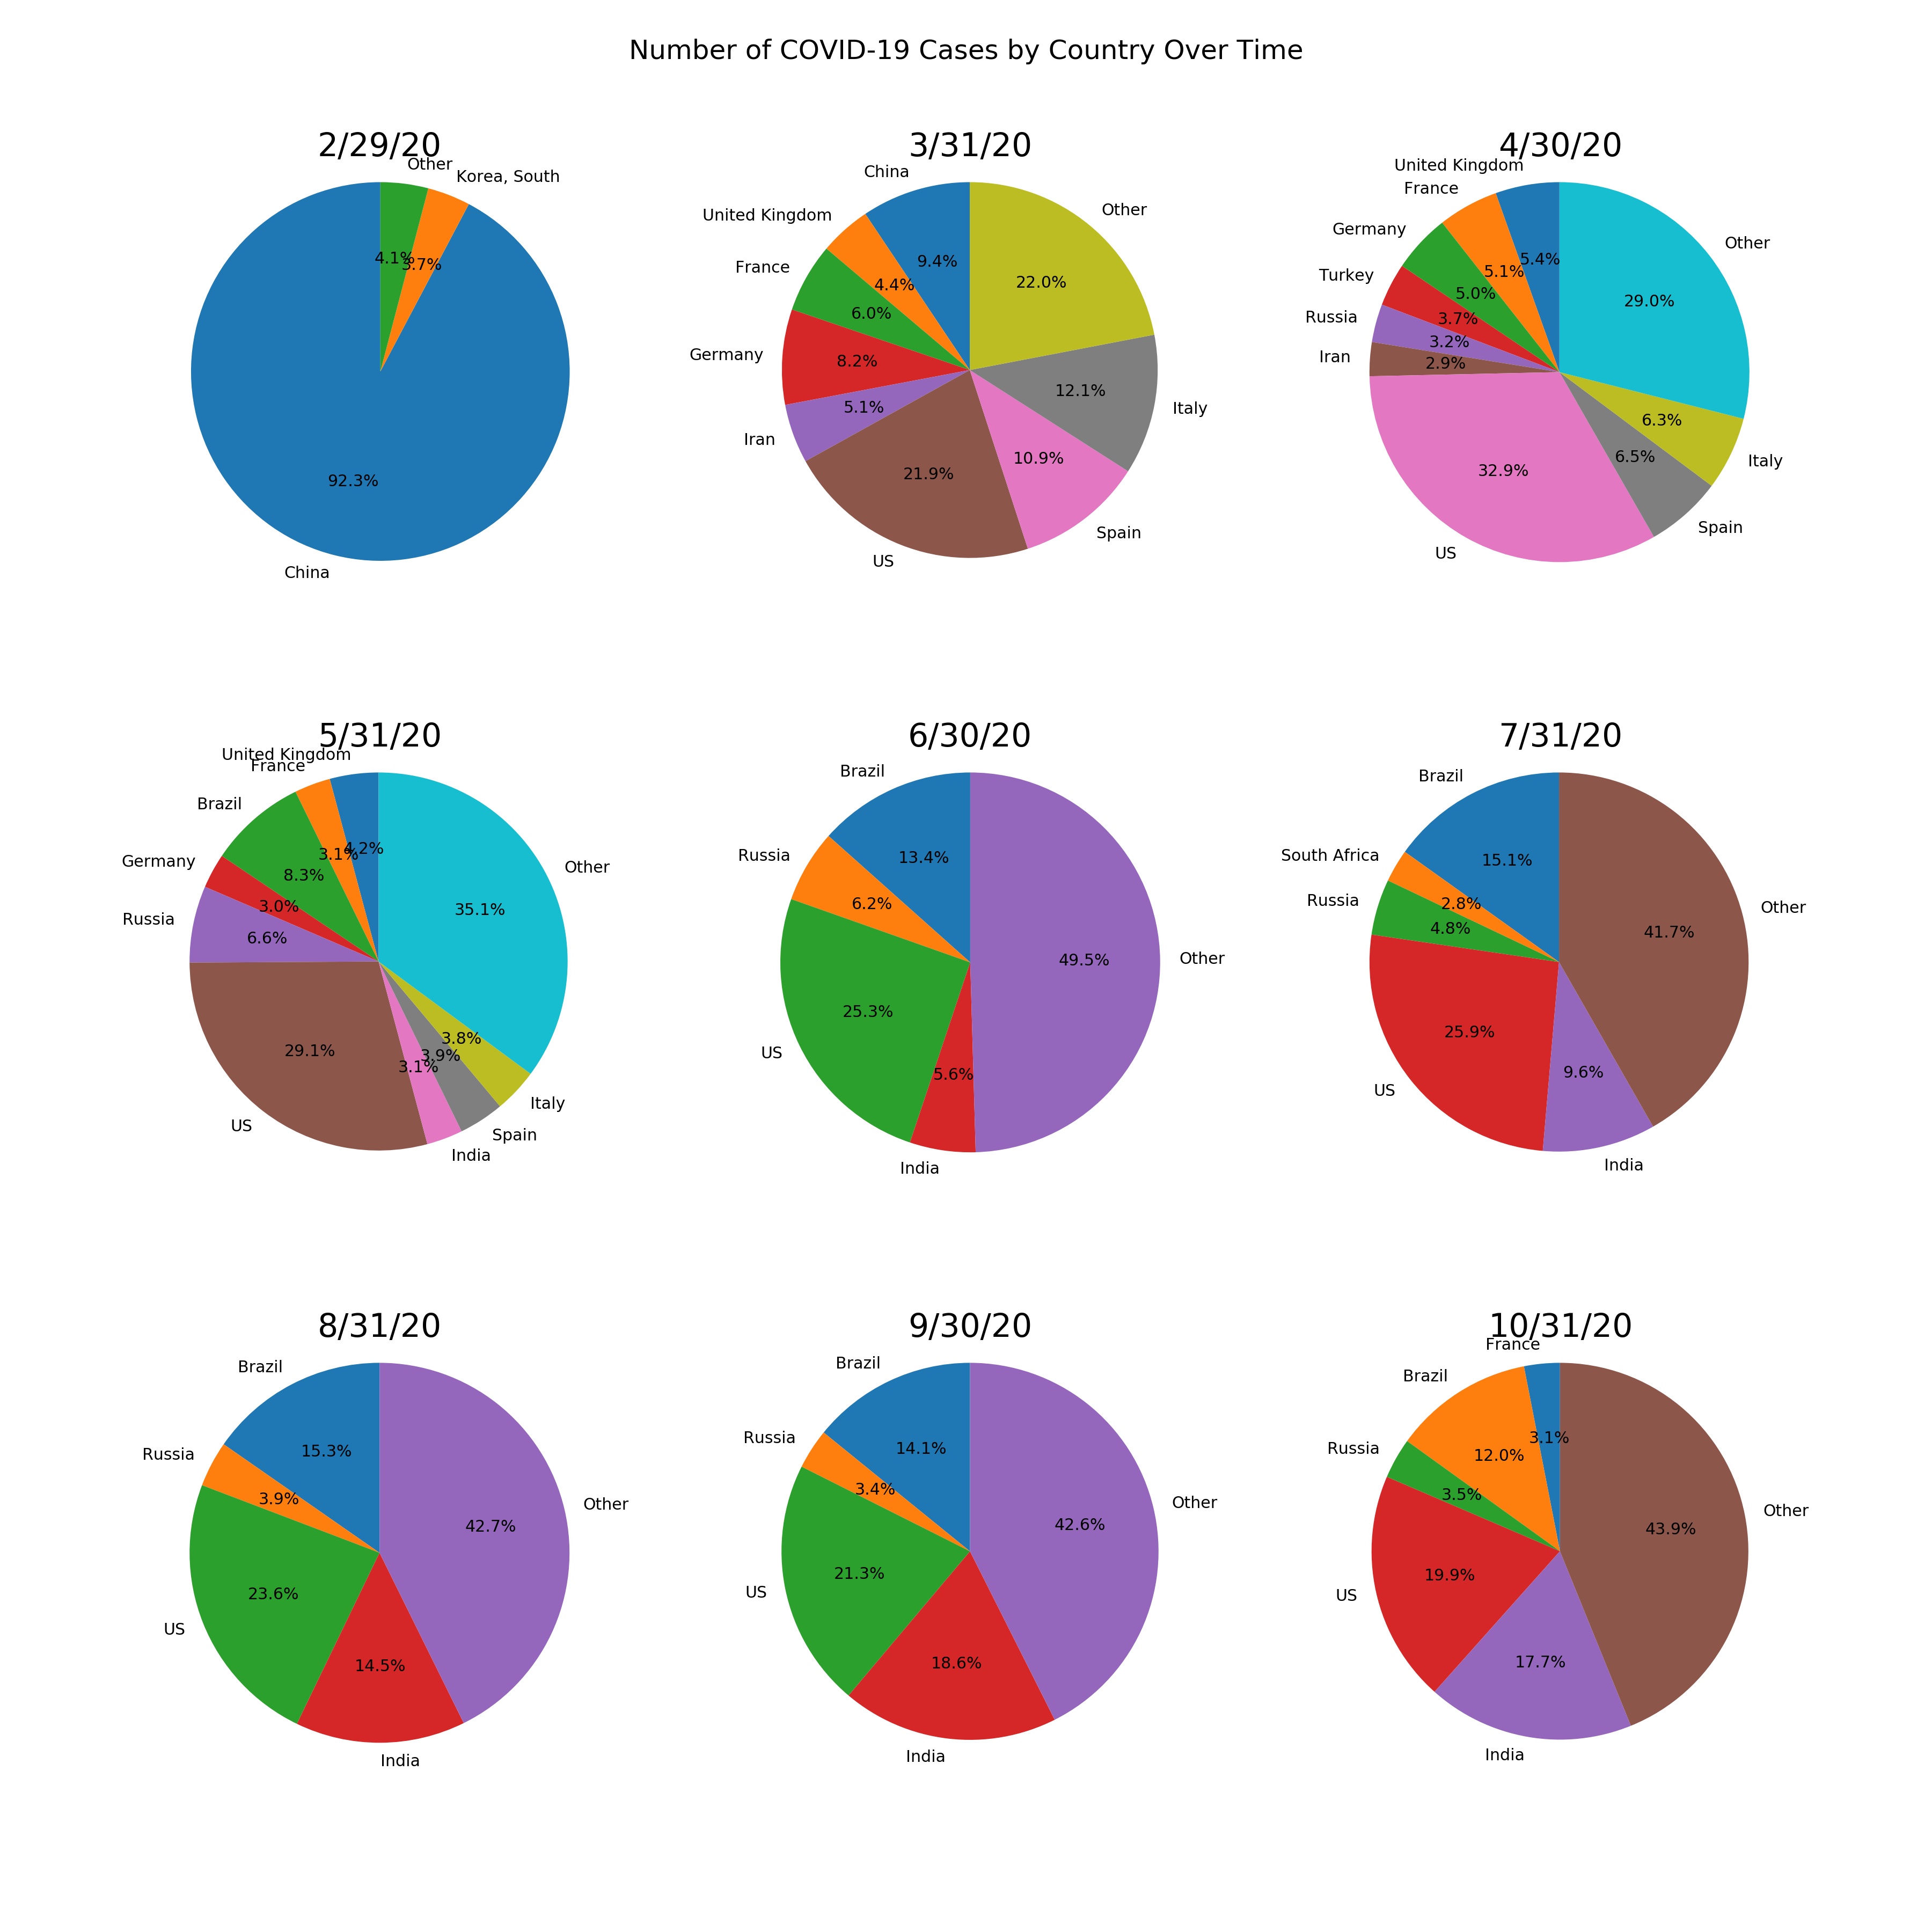 Number of COVID-19 Cases by Country Over Time
2/29/20
Other
Korea, South
4.1%
3.7%
92.3%
China
3/31/20
China
United Kingdom
Other
France
9.4%
4.4%
22.0%
6.0%
Germany
8.2%
12.1%
5.1%
Italy
Iran
10.9%
21.9%
Spain
US
4/30/20
United Kingdom
France
Germany
Other
5.4%
5.1%
Turkey
5.0%
29.0%
Russia
3.7%
3.2%
Iran
2.9%
6.3%
6.5%
Italy
32.9%
Spain
US
5/31/20
United Kingdom
France
Brazil
4.2%
3.1%
Germany
Other
8.3%
3.0%
35.1%
Russia
6.6%
3.8%
29.1%
3.9%
3.1%
Italy
US
Spain
India
6/30/20
Brazil
Russia
13.4%
6.2%
49.5%
Other
25.3%
US
5.6%
India
7/31/20
Brazil
South Africa
15.1%
Russia
2.8%
Other
4.8%
41.7%
25.9%
9.6%
US
India
8/31/20
Brazil
Russia
15.3%
3.9%
Other
42.7%
23.6%
US
14.5%
India
9/30/20
Brazil
Russia
14.1%
3.4%
Other
42.6%
21.3%
US
18.6%
India
10/31/20
France
Brazil
3.1%
Russia
12.0%
3.5%
Other
43.9%
19.9%
US
17.7%
India